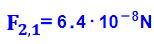 F₂,₁ = 6.4·10⁻⁸N